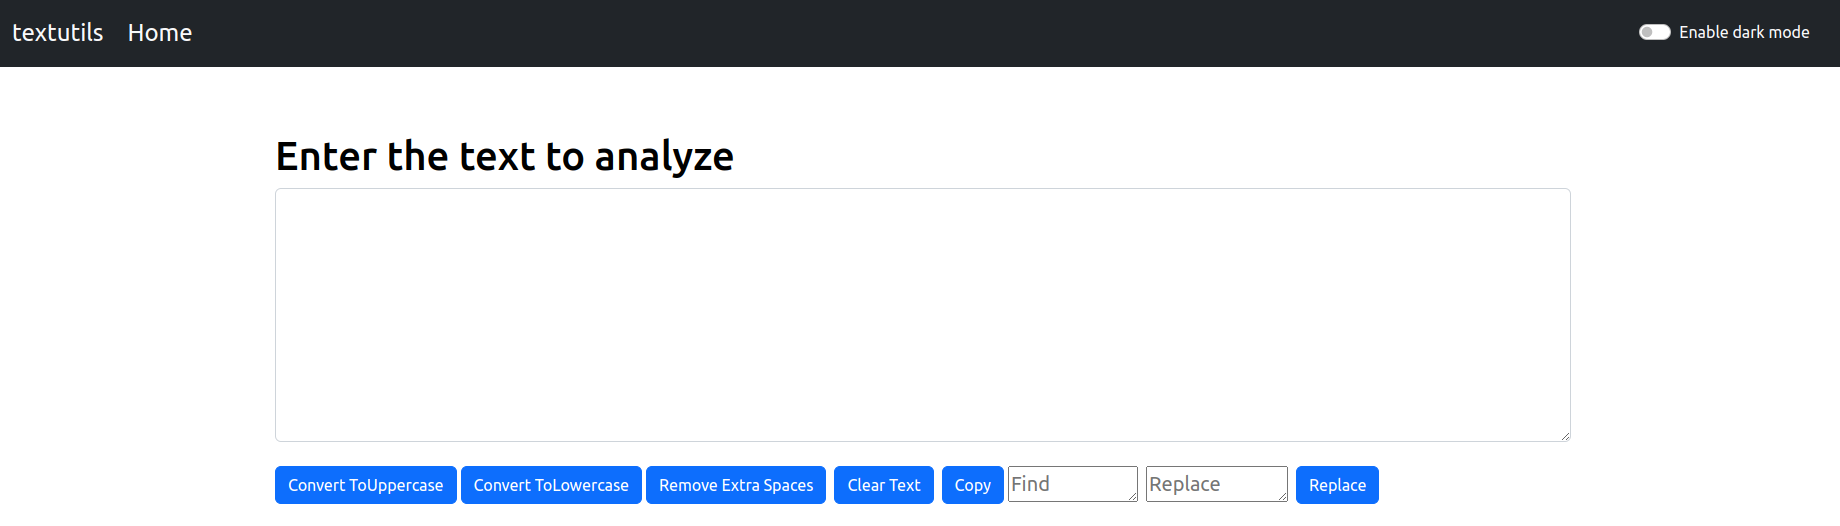 textutils Home Enable dark mode
Enter the text to analyze
Convert ToUppercase Convert ToLowercase Remove Extra Spaces Clear Text Copy Find Replace Replace